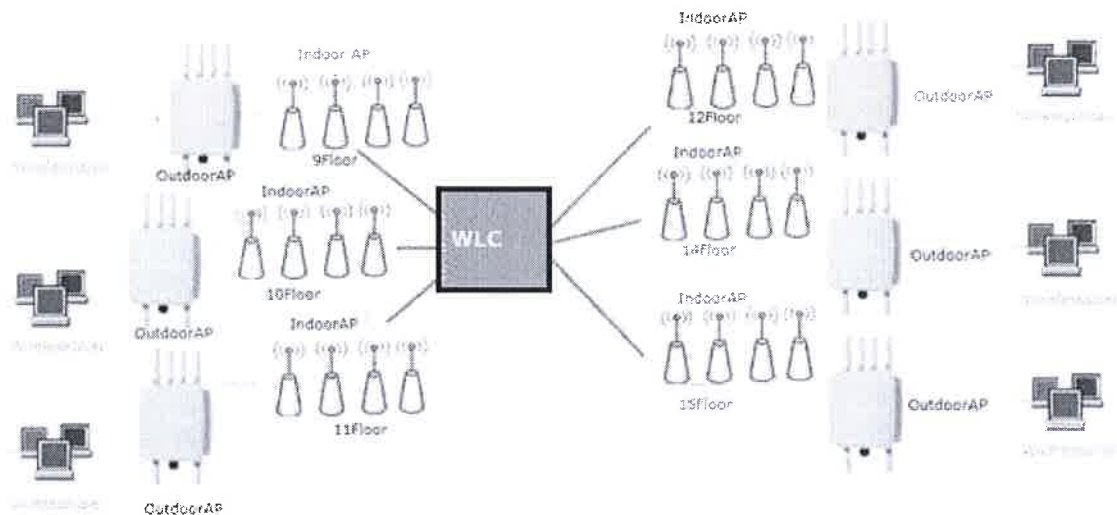 Indoor AP
9Floor
OutdoorAP
IndoorAP
10Floor
OutdoorAP
IndoorAP
11Floor
OutdoorAP
WLC
IndoorAP
12Floor
OutdoorAP
IndoorAP
14Floor
OutdoorAP
IndoorAP
15Floor
OutdoorAP